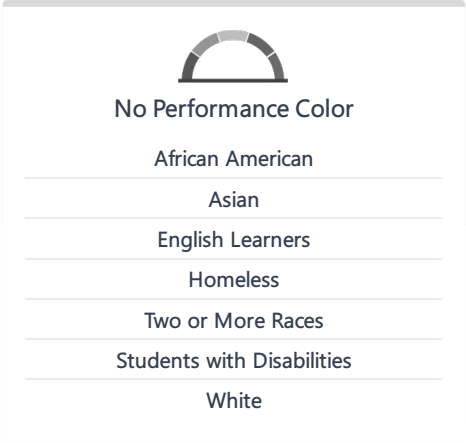 No Performance Color
African American
Asian
English Learners
Homeless
Two or More Races
Students with Disabilities
White